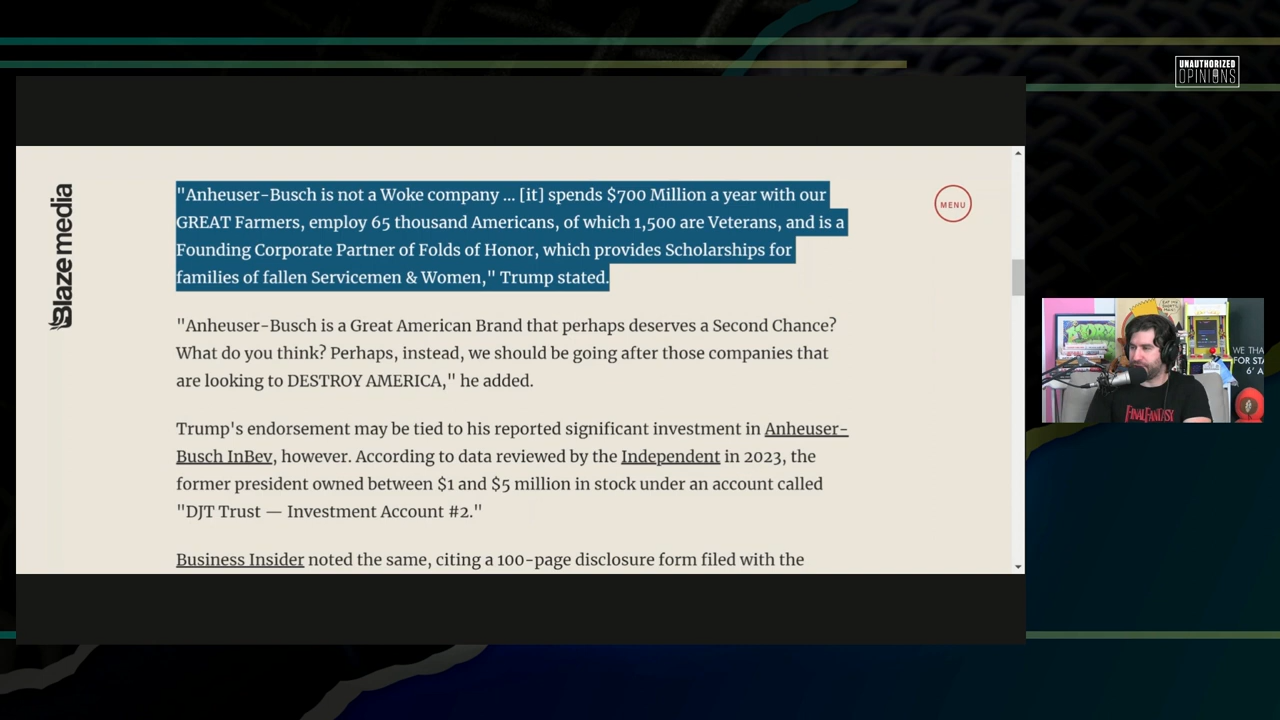 UNAUTHORIZED
OPINIONS
Blaze media
MENU
"Anheuser-Busch is not a Woke company ... [it] spends $700 Million a year with our
GREAT Farmers, employ 65 thousand Americans, of which 1,500 are Veterans, and is a
Founding Corporate Partner of Folds of Honor, which provides Scholarships for
families of fallen Servicemen & Women," Trump stated.
"Anheuser-Busch is a Great American Brand that perhaps deserves a Second Chance?
What do you think? Perhaps, instead, we should be going after those companies that
are looking to DESTROY AMERICA," he added.
Trump's endorsement may be tied to his reported significant investment in Anheuser-
Busch InBev, however. According to data reviewed by the Independent in 2023, the
former president owned between $1 and $5 million in stock under an account called
"DJT Trust — Investment Account #2."
Business Insider noted the same, citing a 100-page disclosure form filed with the
WE THA
FOR STA
6' A
FINAL FANTASY